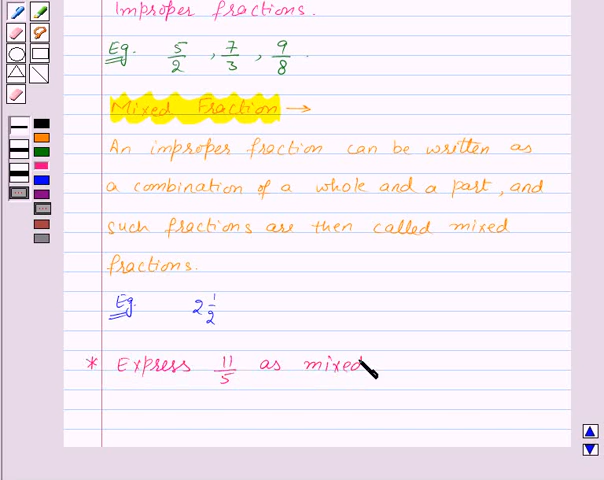 Improper fractions.
Eg. 5/2 , 7/3 , 9/8 .
Mixed Fraction →
An improper fraction can be written as
a combination of a whole and a part, and
such fractions are then called mixed
fractions.
Eg. 2 1/2
* Express 11/5 as mixed